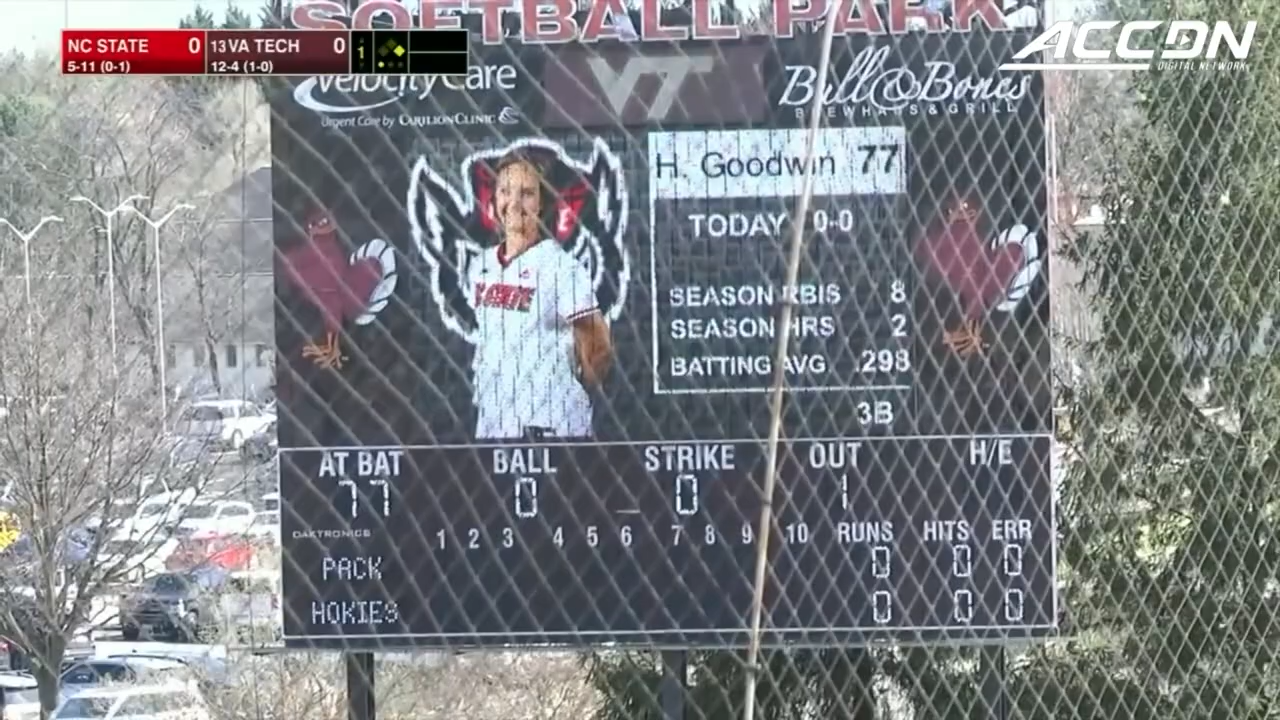 SOFTBALL PARK
NC STATE 0 13 VA TECH 0 1
5-11 (0-1) 12-4 (1-0)
ACCDN
DIGITAL NETWORK
VelocityCare
Urgent Care by CARILION CLINIC
VT
Bull & Bones
BREWHAUS & GRILL
H. Goodwin 77
TODAY 0-0
SEASON RBIS 8
SEASON HRS 2
BATTING AVG .298
3B
STATE
AT BAT BALL STRIKE OUT H/E
77 0 0 1
DAKTRONICS 1 2 3 4 5 6 7 8 9 10 RUNS HITS ERR
PACK 0 0 0
HOKIES 0 0 0